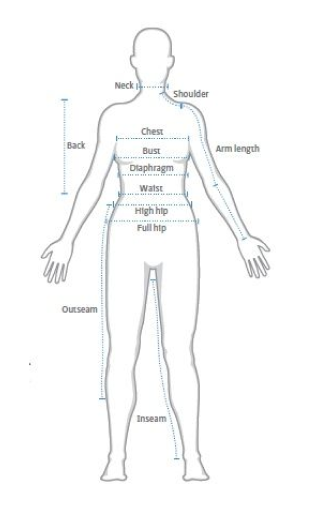 Neck
Shoulder
Chest
Back
Arm length
Bust
Diaphragm
Waist
High hip
Full hip
Outseam
Inseam